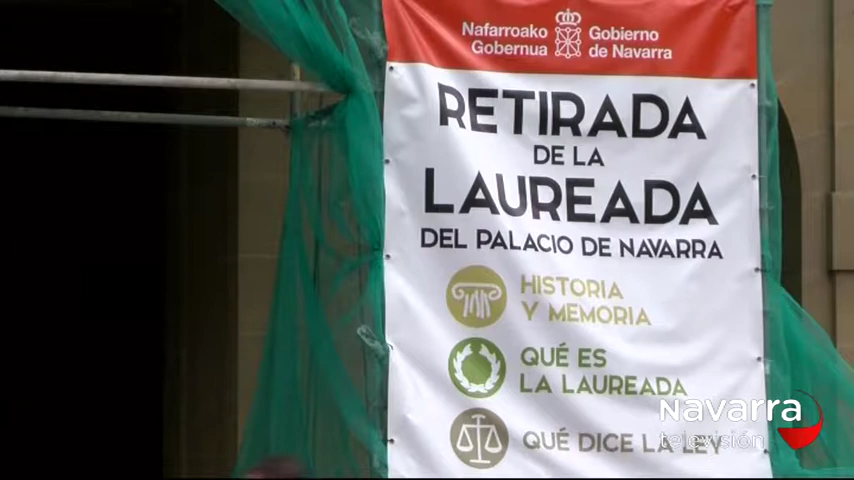 Nafarroako
Gobernua
Gobierno
de Navarra
RETIRADA
DE LA
LAUREADA
DEL PALACIO DE NAVARRA
HISTORIA
Y MEMORIA
QUÉ ES
LA LAUREADA
QUÉ DICE LA LEY
Navarra
televisión